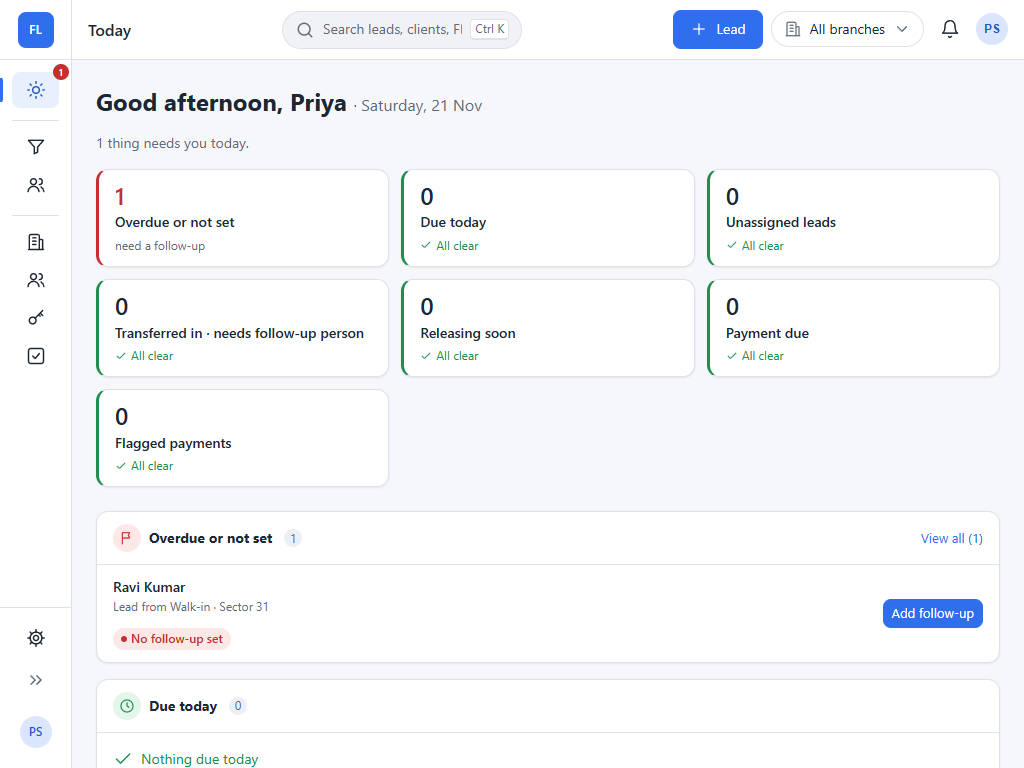 FL
Today
Search leads, clients, Fl
Ctrl K
+ Lead
All branches
PS
1
Good afternoon, Priya · Saturday, 21 Nov
1 thing needs you today.
1
Overdue or not set
need a follow-up
0
Due today
All clear
0
Unassigned leads
All clear
0
Transferred in · needs follow-up person
All clear
0
Releasing soon
All clear
0
Payment due
All clear
0
Flagged payments
All clear
Overdue or not set 1
View all (1)
Ravi Kumar
Lead from Walk-in · Sector 31
No follow-up set
Add follow-up
PS
Due today 0
Nothing due today